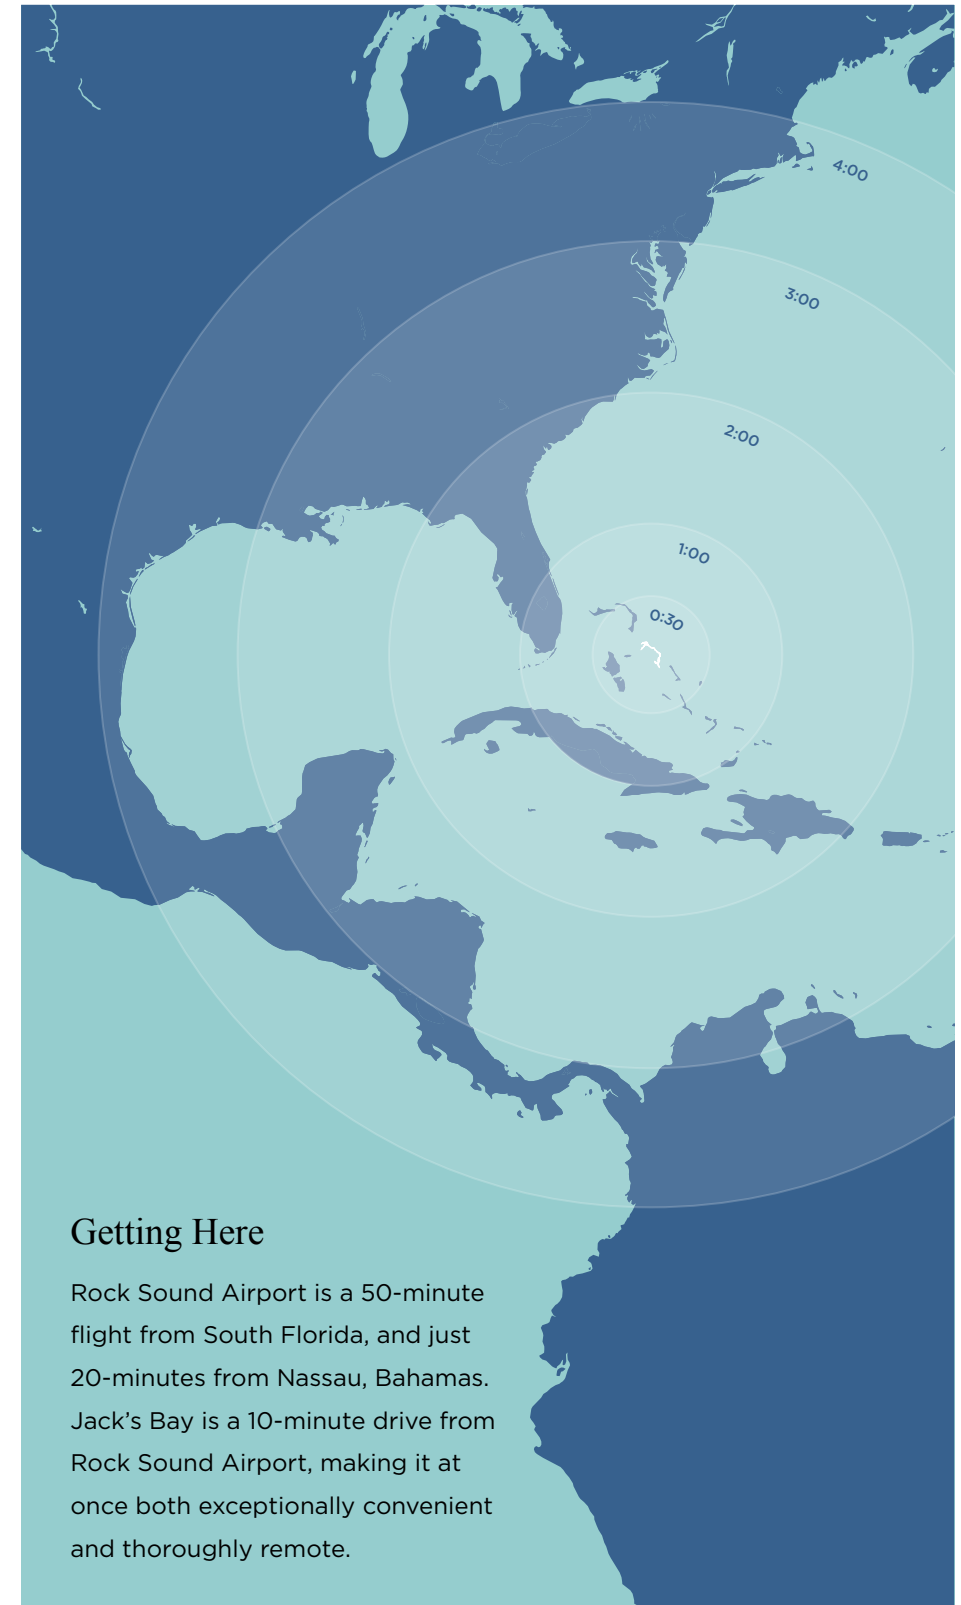 4:00
3:00
2:00
1:00
0:30
Getting Here
Rock Sound Airport is a 50-minute
flight from South Florida, and just
20-minutes from Nassau, Bahamas.
Jack’s Bay is a 10-minute drive from
Rock Sound Airport, making it at
once both exceptionally convenient
and thoroughly remote.